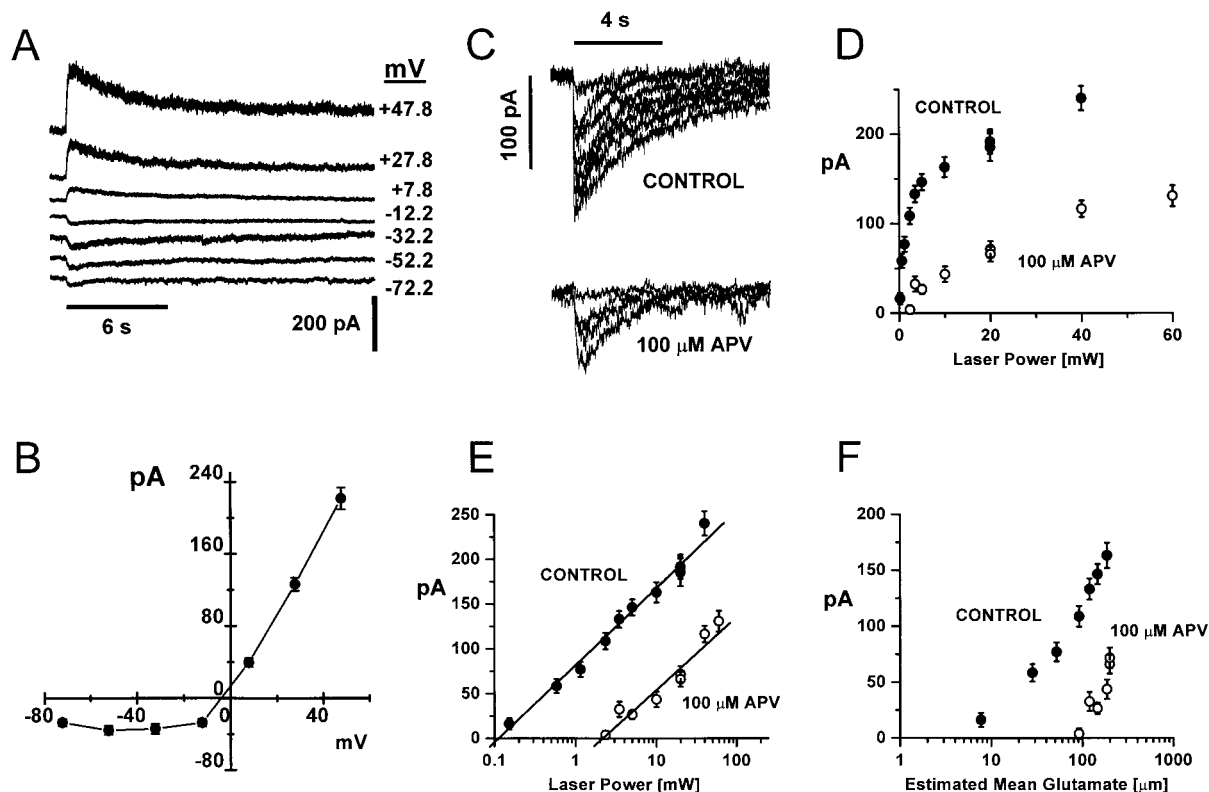 A
mV
+47.8
+27.8
+7.8
-12.2
-32.2
-52.2
-72.2
6 s
200 pA
B
pA
240
160
80
0
-80
-80
-40
0
40
mV
C
4 s
100 pA
CONTROL
100 μM APV
D
CONTROL
200
pA
100
100 μM APV
0
0 20 40 60
Laser Power [mW]
E
250
200
CONTROL
150
pA
100
50
100 μM APV
0
0.1 1 10 100
Laser Power [mW]
F
200
150
pA
CONTROL
100
100 μM APV
50
0
1 10 100 1000
Estimated Mean Glutamate [μm]